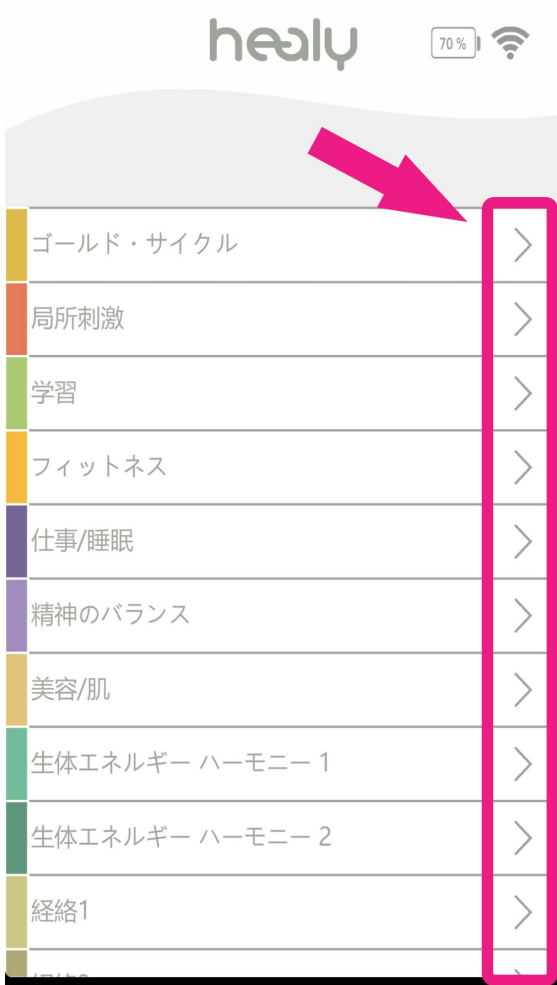 healy
70 %
ゴールド・サイクル
局所刺激
学習
フィットネス
仕事/睡眠
精神のバランス
美容/肌
生体エネルギー ハーモニー 1
生体エネルギー ハーモニー 2
経絡1